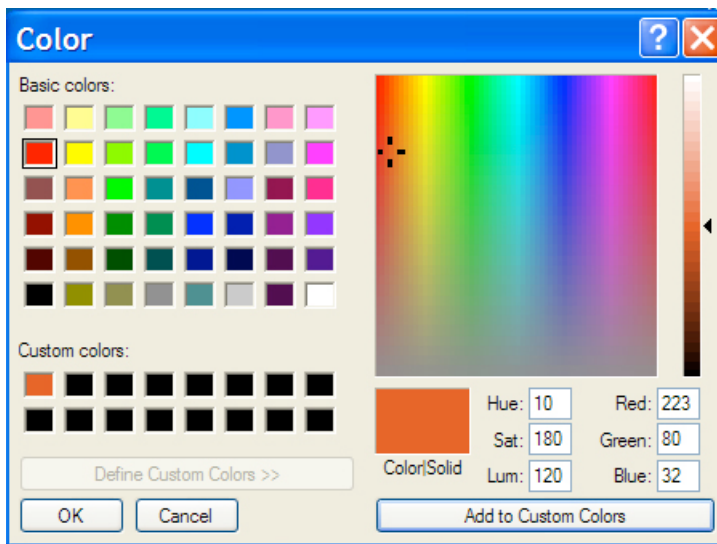 Color
Basic colors:
Custom colors:
Define Custom Colors >>
OK Cancel
Color|Solid
Hue: 10 Red: 223
Sat: 180 Green: 80
Lum: 120 Blue: 32
Add to Custom Colors